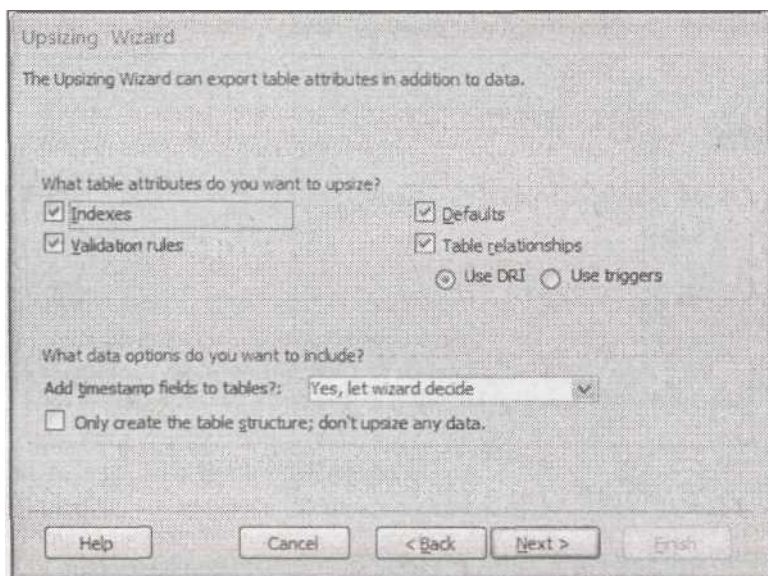 Upsizing Wizard
The Upsizing Wizard can export table attributes in addition to data.
What table attributes do you want to upsize?
Indexes
Defaults
Validation rules
Table relationships
Use DRI
Use triggers
What data options do you want to include?
Add timestamp fields to tables?: Yes, let wizard decide
Only create the table structure; don't upsize any data.
Help Cancel < Back Next > Finish